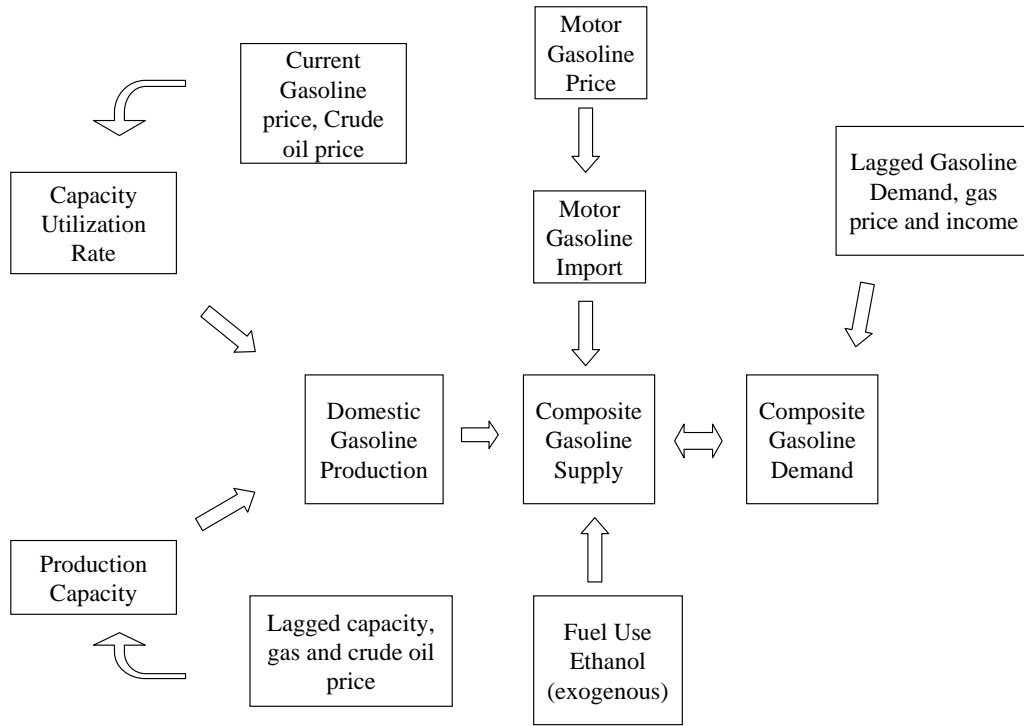 Current
Gasoline
price, Crude
oil price
Motor
Gasoline
Price
Lagged Gasoline
Demand, gas
price and income
Capacity
Utilization
Rate
Motor
Gasoline
Import
Domestic
Gasoline
Production
Composite
Gasoline
Supply
Composite
Gasoline
Demand
Production
Capacity
Lagged capacity,
gas and crude oil
price
Fuel Use
Ethanol
(exogenous)